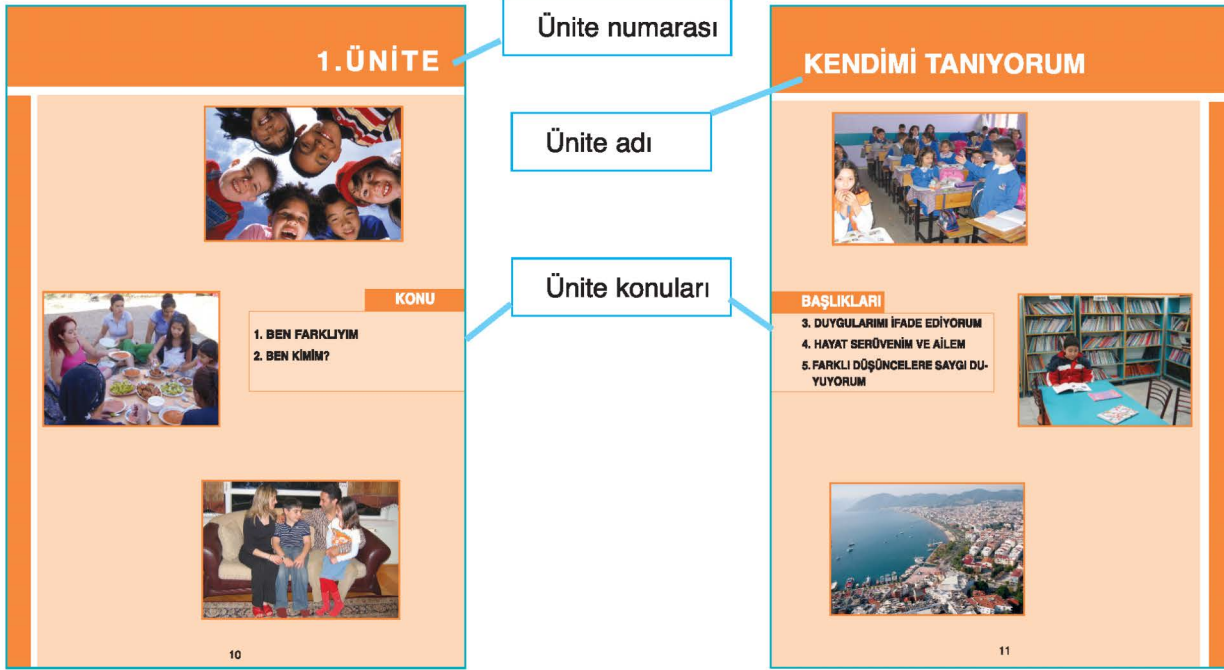 1.ÜNİTE
Ünite numarası
KENDİMİ TANIYORUM
Ünite adı
Ünite konuları
KONU
1. BEN FARKLIYIM
2. BEN KİMİM?
BAŞLIKLARI
3. DUYGULARIMI İFADE EDİYORUM
4. HAYAT SERÜVENİM VE AİLEM
5. FARKLI DÜŞÜNCELERE SAYGI DU-
YUYORUM
10
11